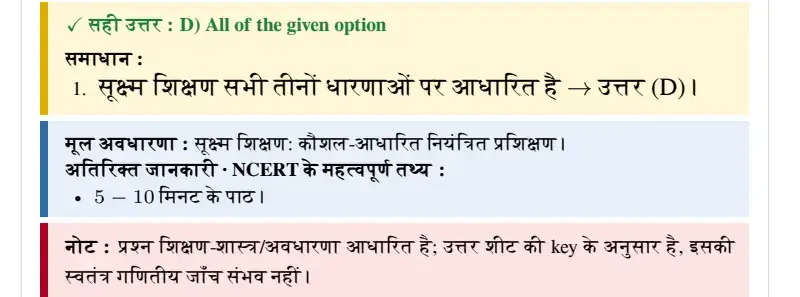 ✓ सही उत्तर : D) All of the given option
समाधान :
1. सूक्ष्म शिक्षण सभी तीनों धारणाओं पर आधारित है → उत्तर (D)।
मूल अवधारणा : सूक्ष्म शिक्षण: कौशल-आधारित नियंत्रित प्रशिक्षण।
अतिरिक्त जानकारी · NCERT के महत्वपूर्ण तथ्य :
• 5 – 10 मिनट के पाठ।
नोट : प्रश्न शिक्षण-शास्त्र/अवधारणा आधारित है; उत्तर शीट की key के अनुसार है, इसकी
स्वतंत्र गणितीय जाँच संभव नहीं।